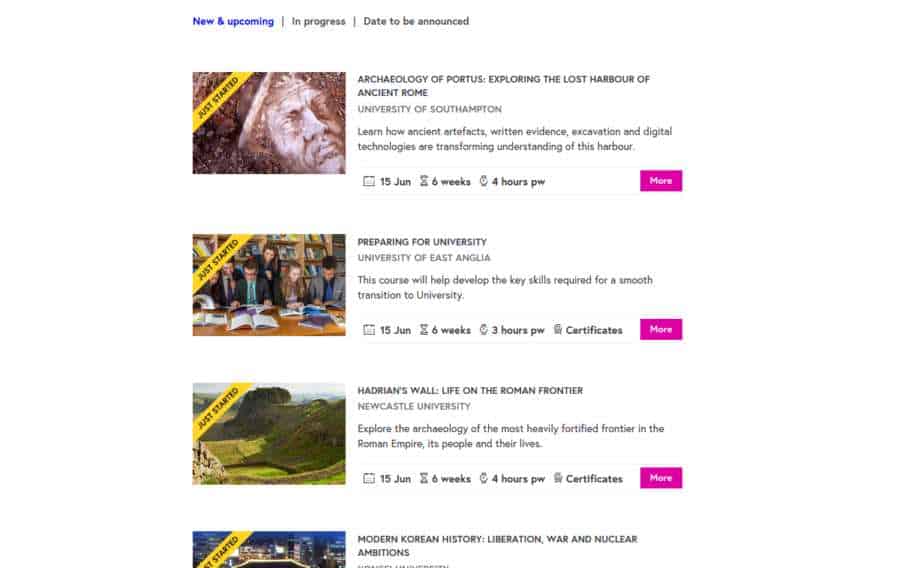 New & upcoming | In progress | Date to be announced
JUST STARTED
ARCHAEOLOGY OF PORTUS: EXPLORING THE LOST HARBOUR OF
ANCIENT ROME
UNIVERSITY OF SOUTHAMPTON
Learn how ancient artefacts, written evidence, excavation and digital
technologies are transforming understanding of this harbour.
15 Jun 6 weeks 4 hours pw More
JUST STARTED
PREPARING FOR UNIVERSITY
UNIVERSITY OF EAST ANGLIA
This course will help develop the key skills required for a smooth
transition to University.
15 Jun 6 weeks 3 hours pw Certificates More
JUST STARTED
HADRIAN'S WALL: LIFE ON THE ROMAN FRONTIER
NEWCASTLE UNIVERSITY
Explore the archaeology of the most heavily fortified frontier in the
Roman Empire, its people and their lives.
15 Jun 6 weeks 4 hours pw Certificates More
JUST STARTED
MODERN KOREAN HISTORY: LIBERATION, WAR AND NUCLEAR
AMBITIONS